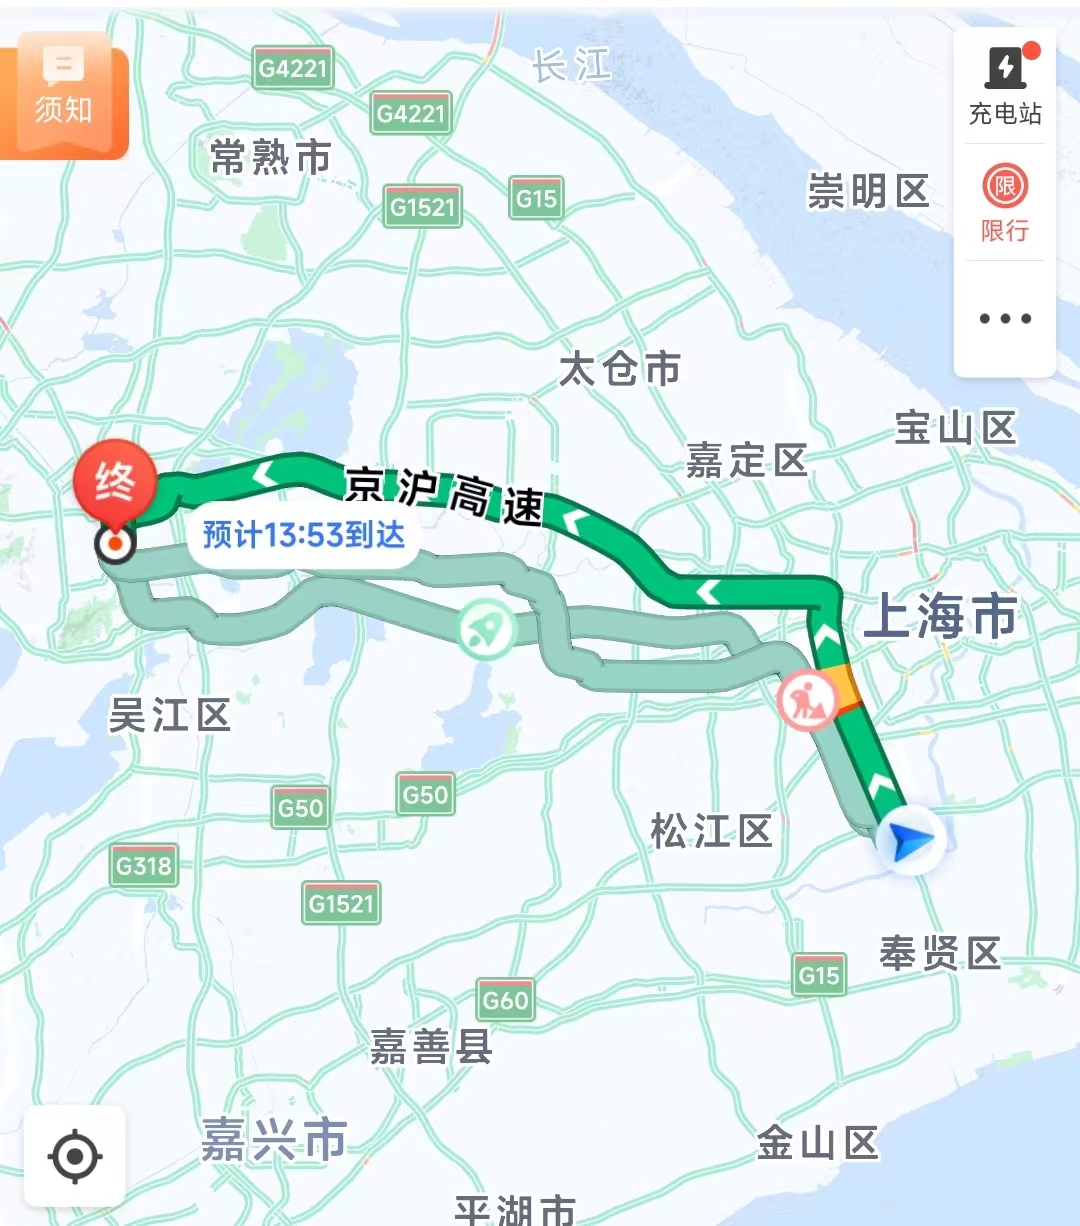 长江
G4221
须知
G4221
充电站
常熟市
崇明区
限
G1521
G15
限行
太仓市
宝山区
嘉定区
终
京沪高速
预计13:53到达
上海市
吴江区
G50
G50
松江区
G318
G1521
奉贤区
G15
G60
嘉善县
嘉兴市
金山区
平湖市